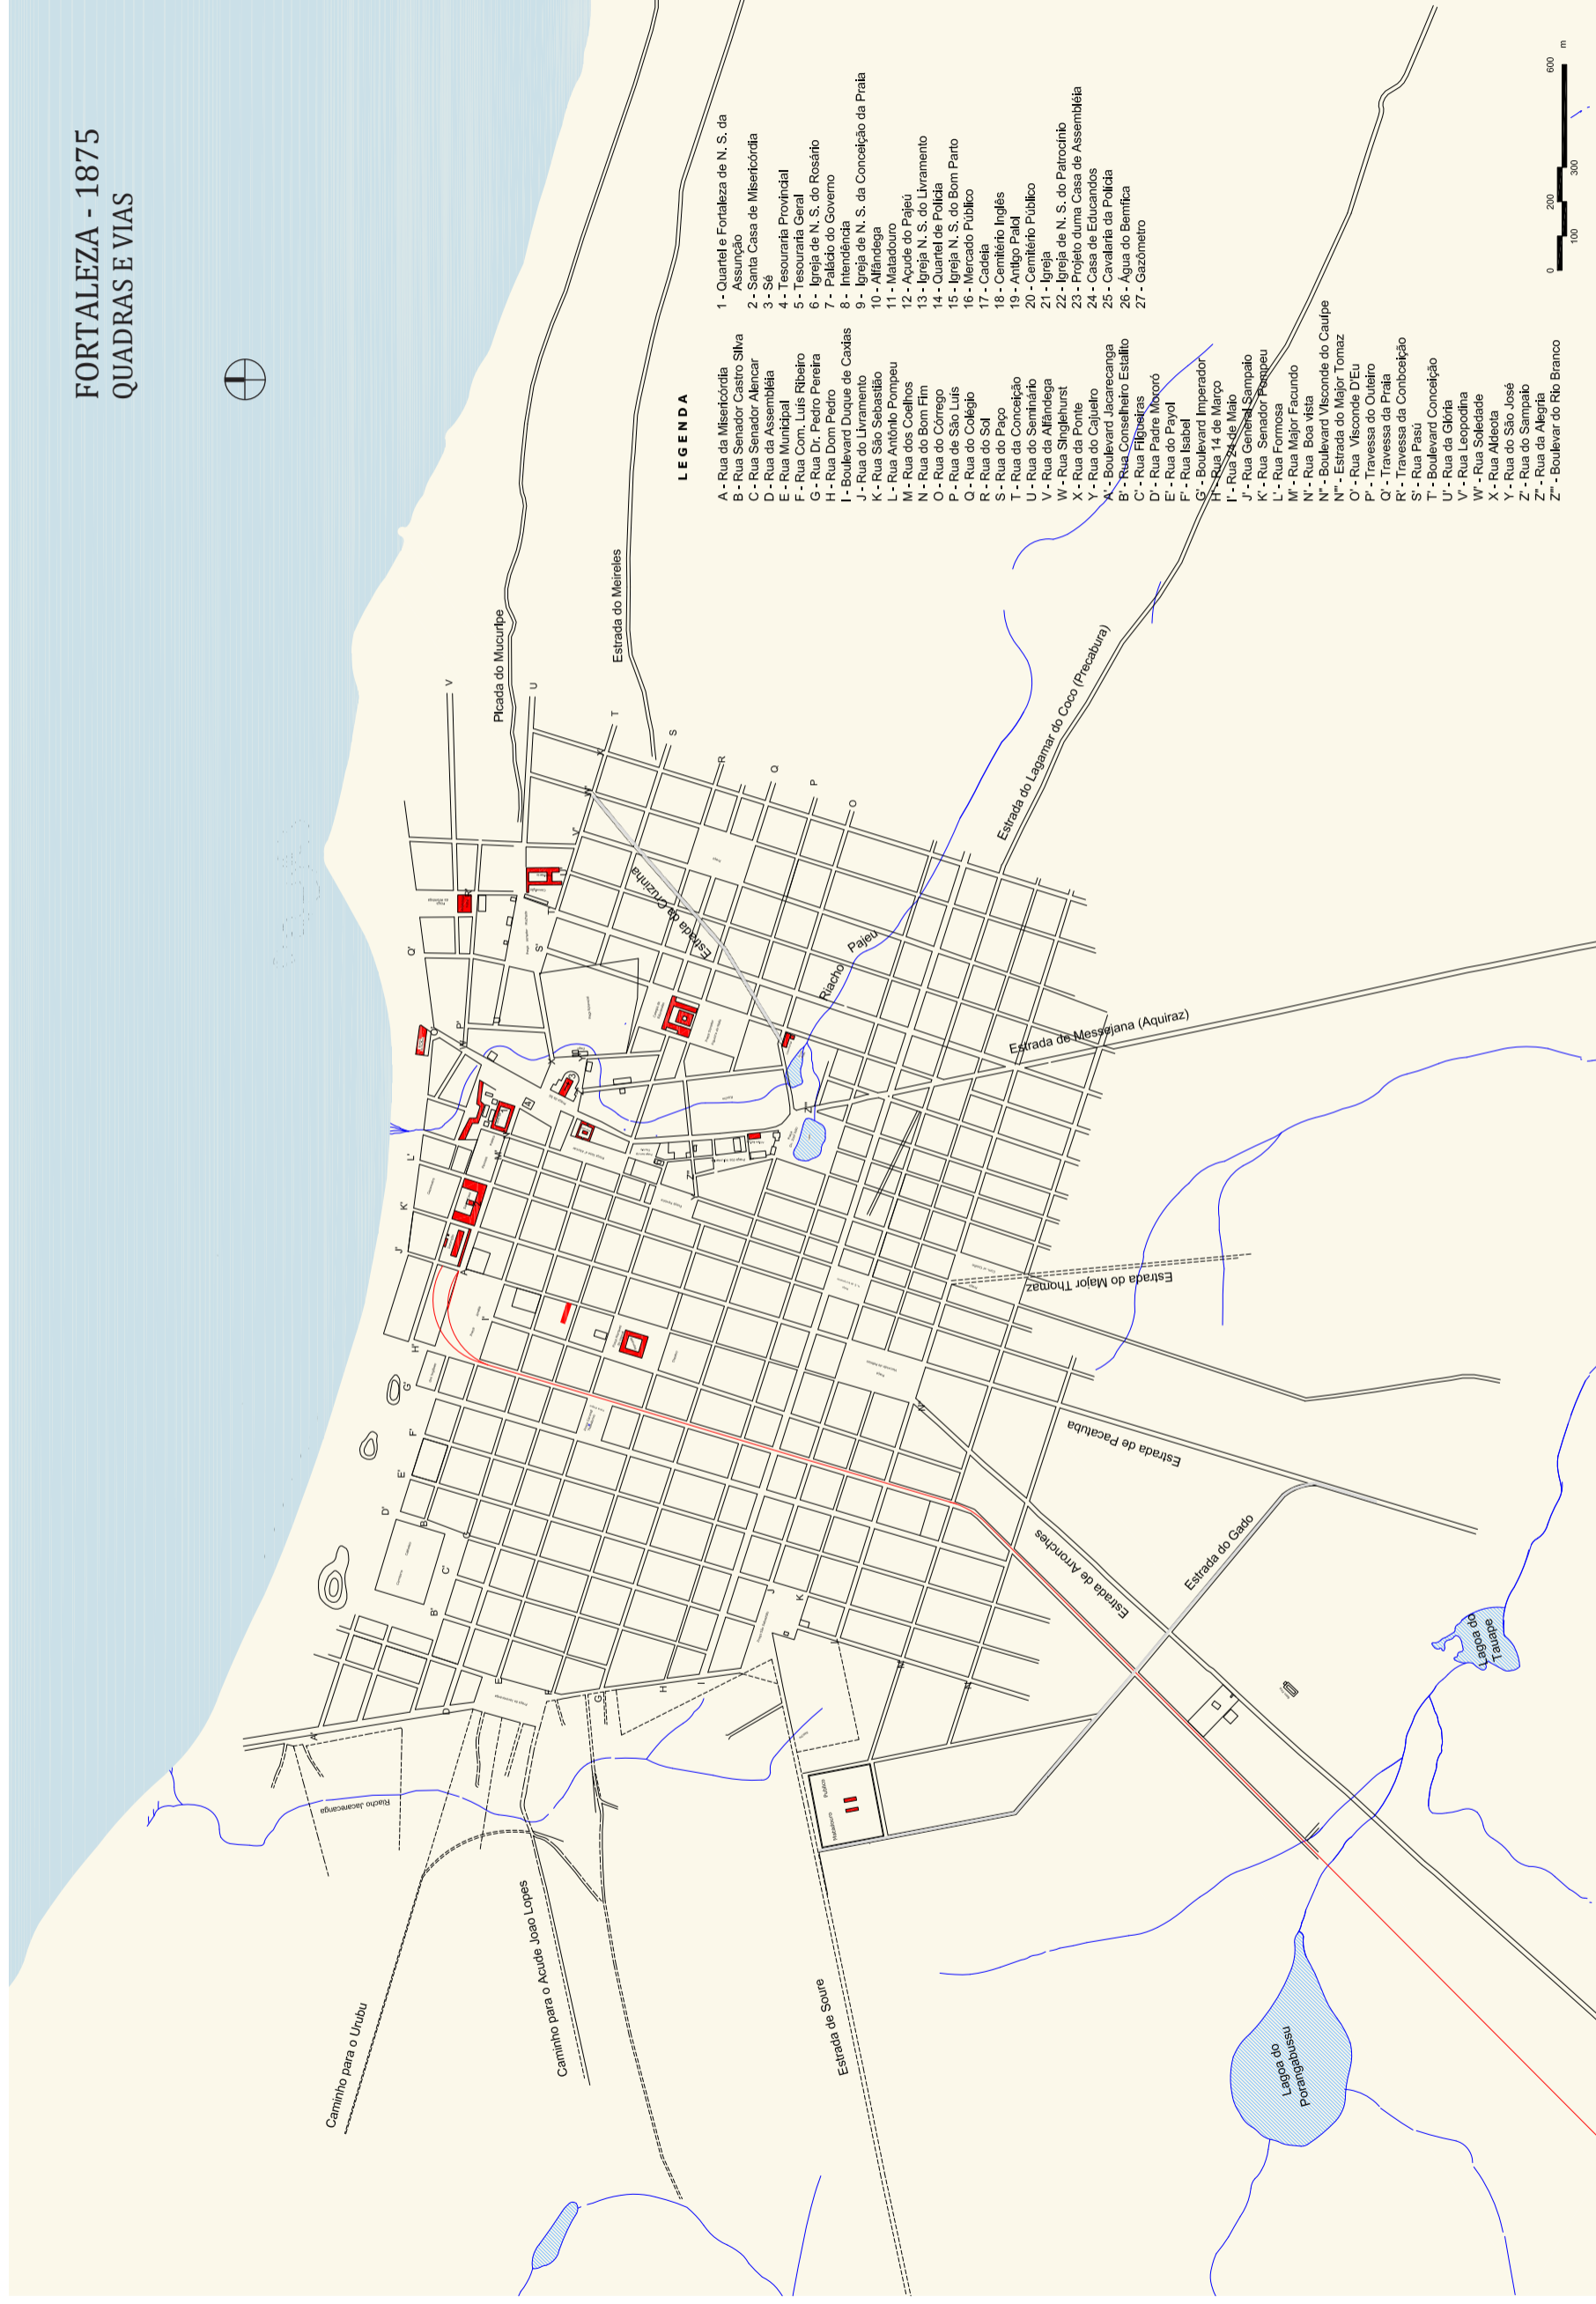 FORTALEZA - 1875
QUADRAS E VIAS
LEGENDA
A - Rua da Misericórdia
B - Rua Senador Castro Silva
C - Rua Senador Alencar
D - Rua da Assembléia
E - Rua Municipal
F - Rua Com. Luís Ribeiro
G - Rua Dr. Pedro Pereira
H - Rua Dom Pedro
I - Boulevard Duque de Caxias
J - Rua do Livramento
K - Rua São Sebastião
L - Rua Antônio Pompeu
M - Rua dos Coelhos
N - Rua do Bom Fim
O - Rua do Córrego
P - Rua de São Luís
Q - Rua do Colégio
R - Rua do Sol
S - Rua do Paço
T - Rua da Conceição
U - Rua do Seminário
V - Rua da Alfândega
W - Rua Singlehurst
X - Rua da Ponte
Y - Rua do Cajueiro
A' - Boulevard Jacarecanga
B' - Rua Conselheiro Estalito
C' - Rua Filgueiras
D' - Rua Padre Mororó
E' - Rua do Payol
F' - Rua Isabel
G' - Boulevard Imperador
H' - Rua 14 de Março
I' - Rua 24 de Maio
J' - Rua General Sampaio
K' - Rua Senador Pompeu
L' - Rua Formosa
M' - Rua Major Facundo
N' - Rua Boa vista
N'' - Boulevard Visconde do Cauípe
N''' - Estrada do Major Tomaz
O' - Rua Visconde D'Eu
P' - Travessa do Outeiro
Q' - Travessa da Praia
R' - Travessa da Conbceição
S' - Rua Pasú
T' - Boulevard Conceição
U' - Rua da Glória
V' - Rua Leopodina
W' - Rua Soledade
X - Rua Aldeota
Y - Rua do São José
Z' - Rua do Sampaio
Z'' - Rua da Alegria
Z''' - Boulevar do Rio Branco
1 - Quartel e Fortaleza de N. S. da
Assunção
2 - Santa Casa de Misericórdia
3 - Sé
4 - Tesouraria Provincial
5 - Tesouraria Geral
6 - Igreja de N. S. do Rosário
7 - Palácio do Governo
8 - Intendência
9 - Igreja de N. S. da Conceição da Praia
10 - Alfândega
11 - Matadouro
12 - Açude do Pajeú
13 - Igreja N. S. do Livramento
14 - Quartel de Polícia
15 - Igreja N. S. do Bom Parto
16 - Mercado Público
17 - Cadeia
18 - Cemitério Inglês
19 - Antigo Paiol
20 - Cemitério Público
21 - Igreja
22 - Igreja de N. S. do Patrocínio
23 - Projeto duma Casa de Assembléia
24 - Casa de Educandos
25 - Cavalaria da Polícia
26 - Água do Bemfica
27 - Gazômetro
0 100 200 300 600 m
Picada do Mucuripe
Estrada do Meireles
Estrada do Lagamar do Coco (Precabura)
Estrada da Cruzinha
Riacho Pajeú
Estrada de Messejana (Aquiraz)
Estrada do Major Thomaz
Estrada de Pacatuba
Estrada de Arronches
Estrada do Gado
Lagoa do
Tauape
Lagoa do
Porangabussu
Estrada de Soure
Matadouro Publico
Riacho Jacarecanga
Caminho para o Urubu
Caminho para o Acude Joao Lopes